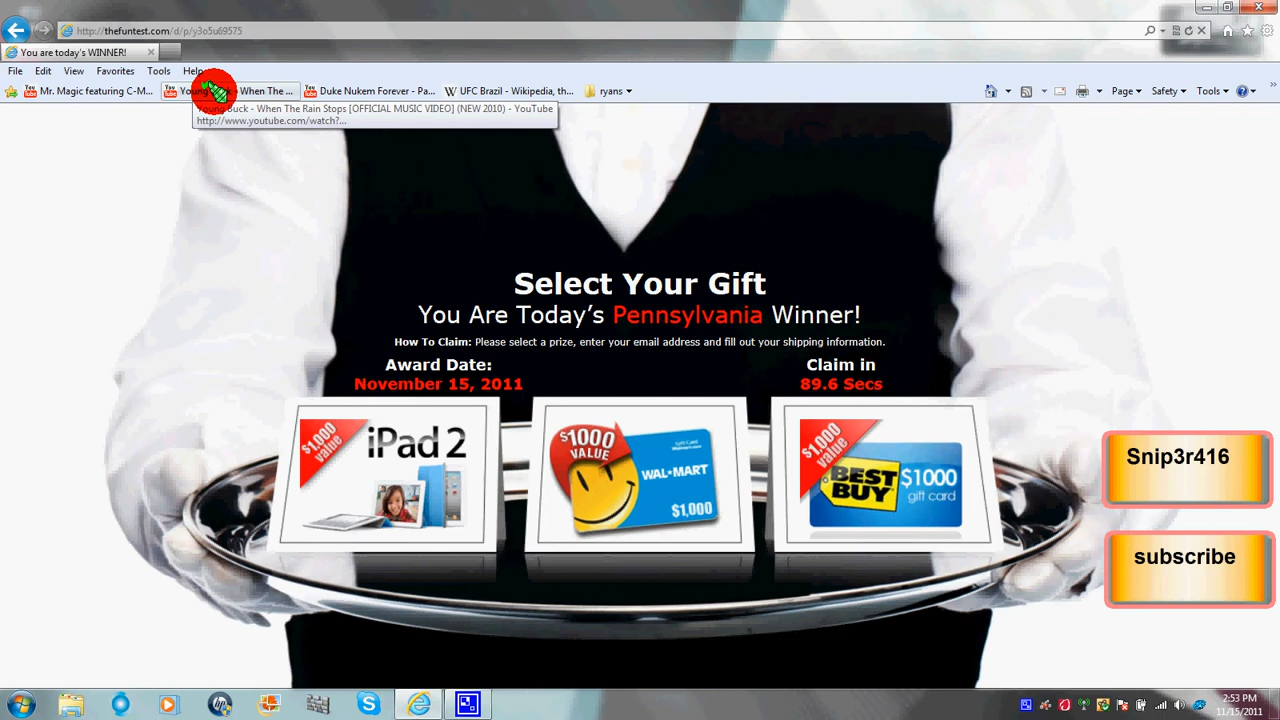 http://thefuntest.com/d/p/y3o5u69575
You are today's WINNER!
File Edit View Favorites Tools Help
Mr. Magic featuring C-M... When The ... Duke Nukem Forever - Pa... UFC Brazil - Wikipedia, th... ryans Page Safety Tools
Young Buck - When The Rain Stops [OFFICIAL MUSIC VIDEO] (NEW 2010) - YouTube
http://www.youtube.com/watch?...
Select Your Gift
You Are Today's Pennsylvania Winner!
How To Claim: Please select a prize, enter your email address and fill out your shipping information.
Award Date:
November 15, 2011
Claim in
89.6 Secs
$1,000 value
iPad 2
$1000 VALUE
Gift Card
WAL*MART
$1,000
$1,000 value
BEST BUY
$1000 gift card
Snip3r416
subscribe
2:53 PM
11/15/2011